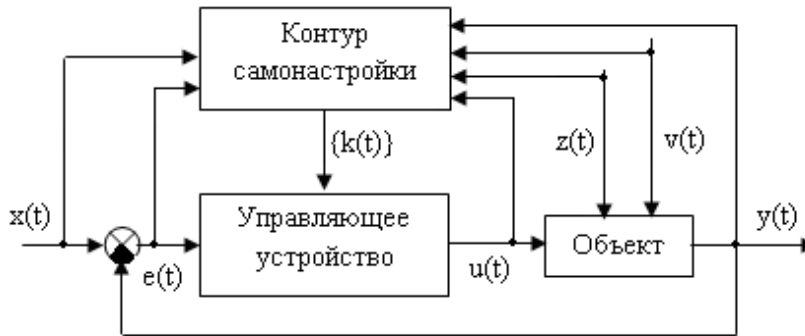 Контур
самонастройки
{k(t)}
z(t)
v(t)
x(t)
Управляющее
устройство
e(t)
u(t)
Объект
y(t)